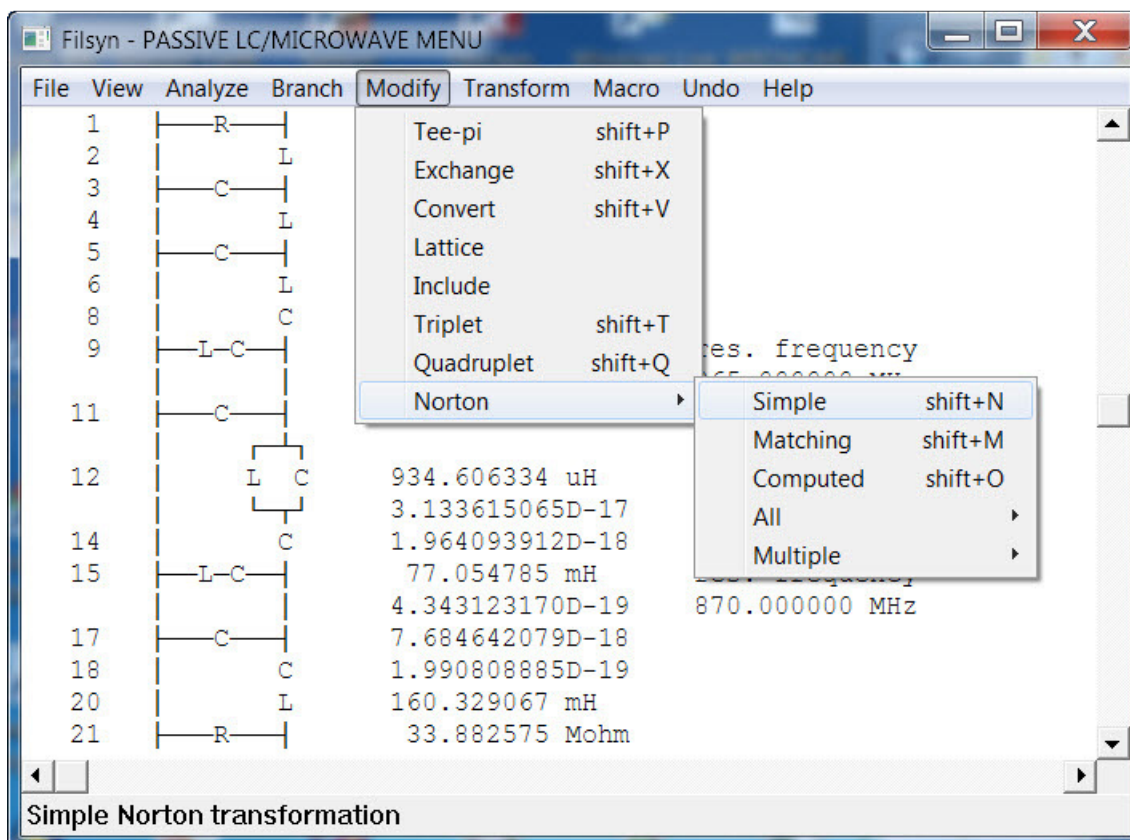 Filsyn - PASSIVE LC/MICROWAVE MENU
File View Analyze Branch Modify Transform Macro Undo Help
1 R
2 L
3 C
4 L
5 C
6 L
8 C
9 L-C res. frequency
11 C
12 L C 934.606334 uH
3.133615065D-17
14 C 1.964093912D-18
15 L-C 77.054785 mH
4.343123170D-19 870.000000 MHz
17 C 7.684642079D-18
18 C 1.990808885D-19
20 L 160.329067 mH
21 R 33.882575 Mohm
Tee-pi shift+P
Exchange shift+X
Convert shift+V
Lattice
Include
Triplet shift+T
Quadruplet shift+Q
Norton
Simple shift+N
Matching shift+M
Computed shift+O
All
Multiple
Simple Norton transformation